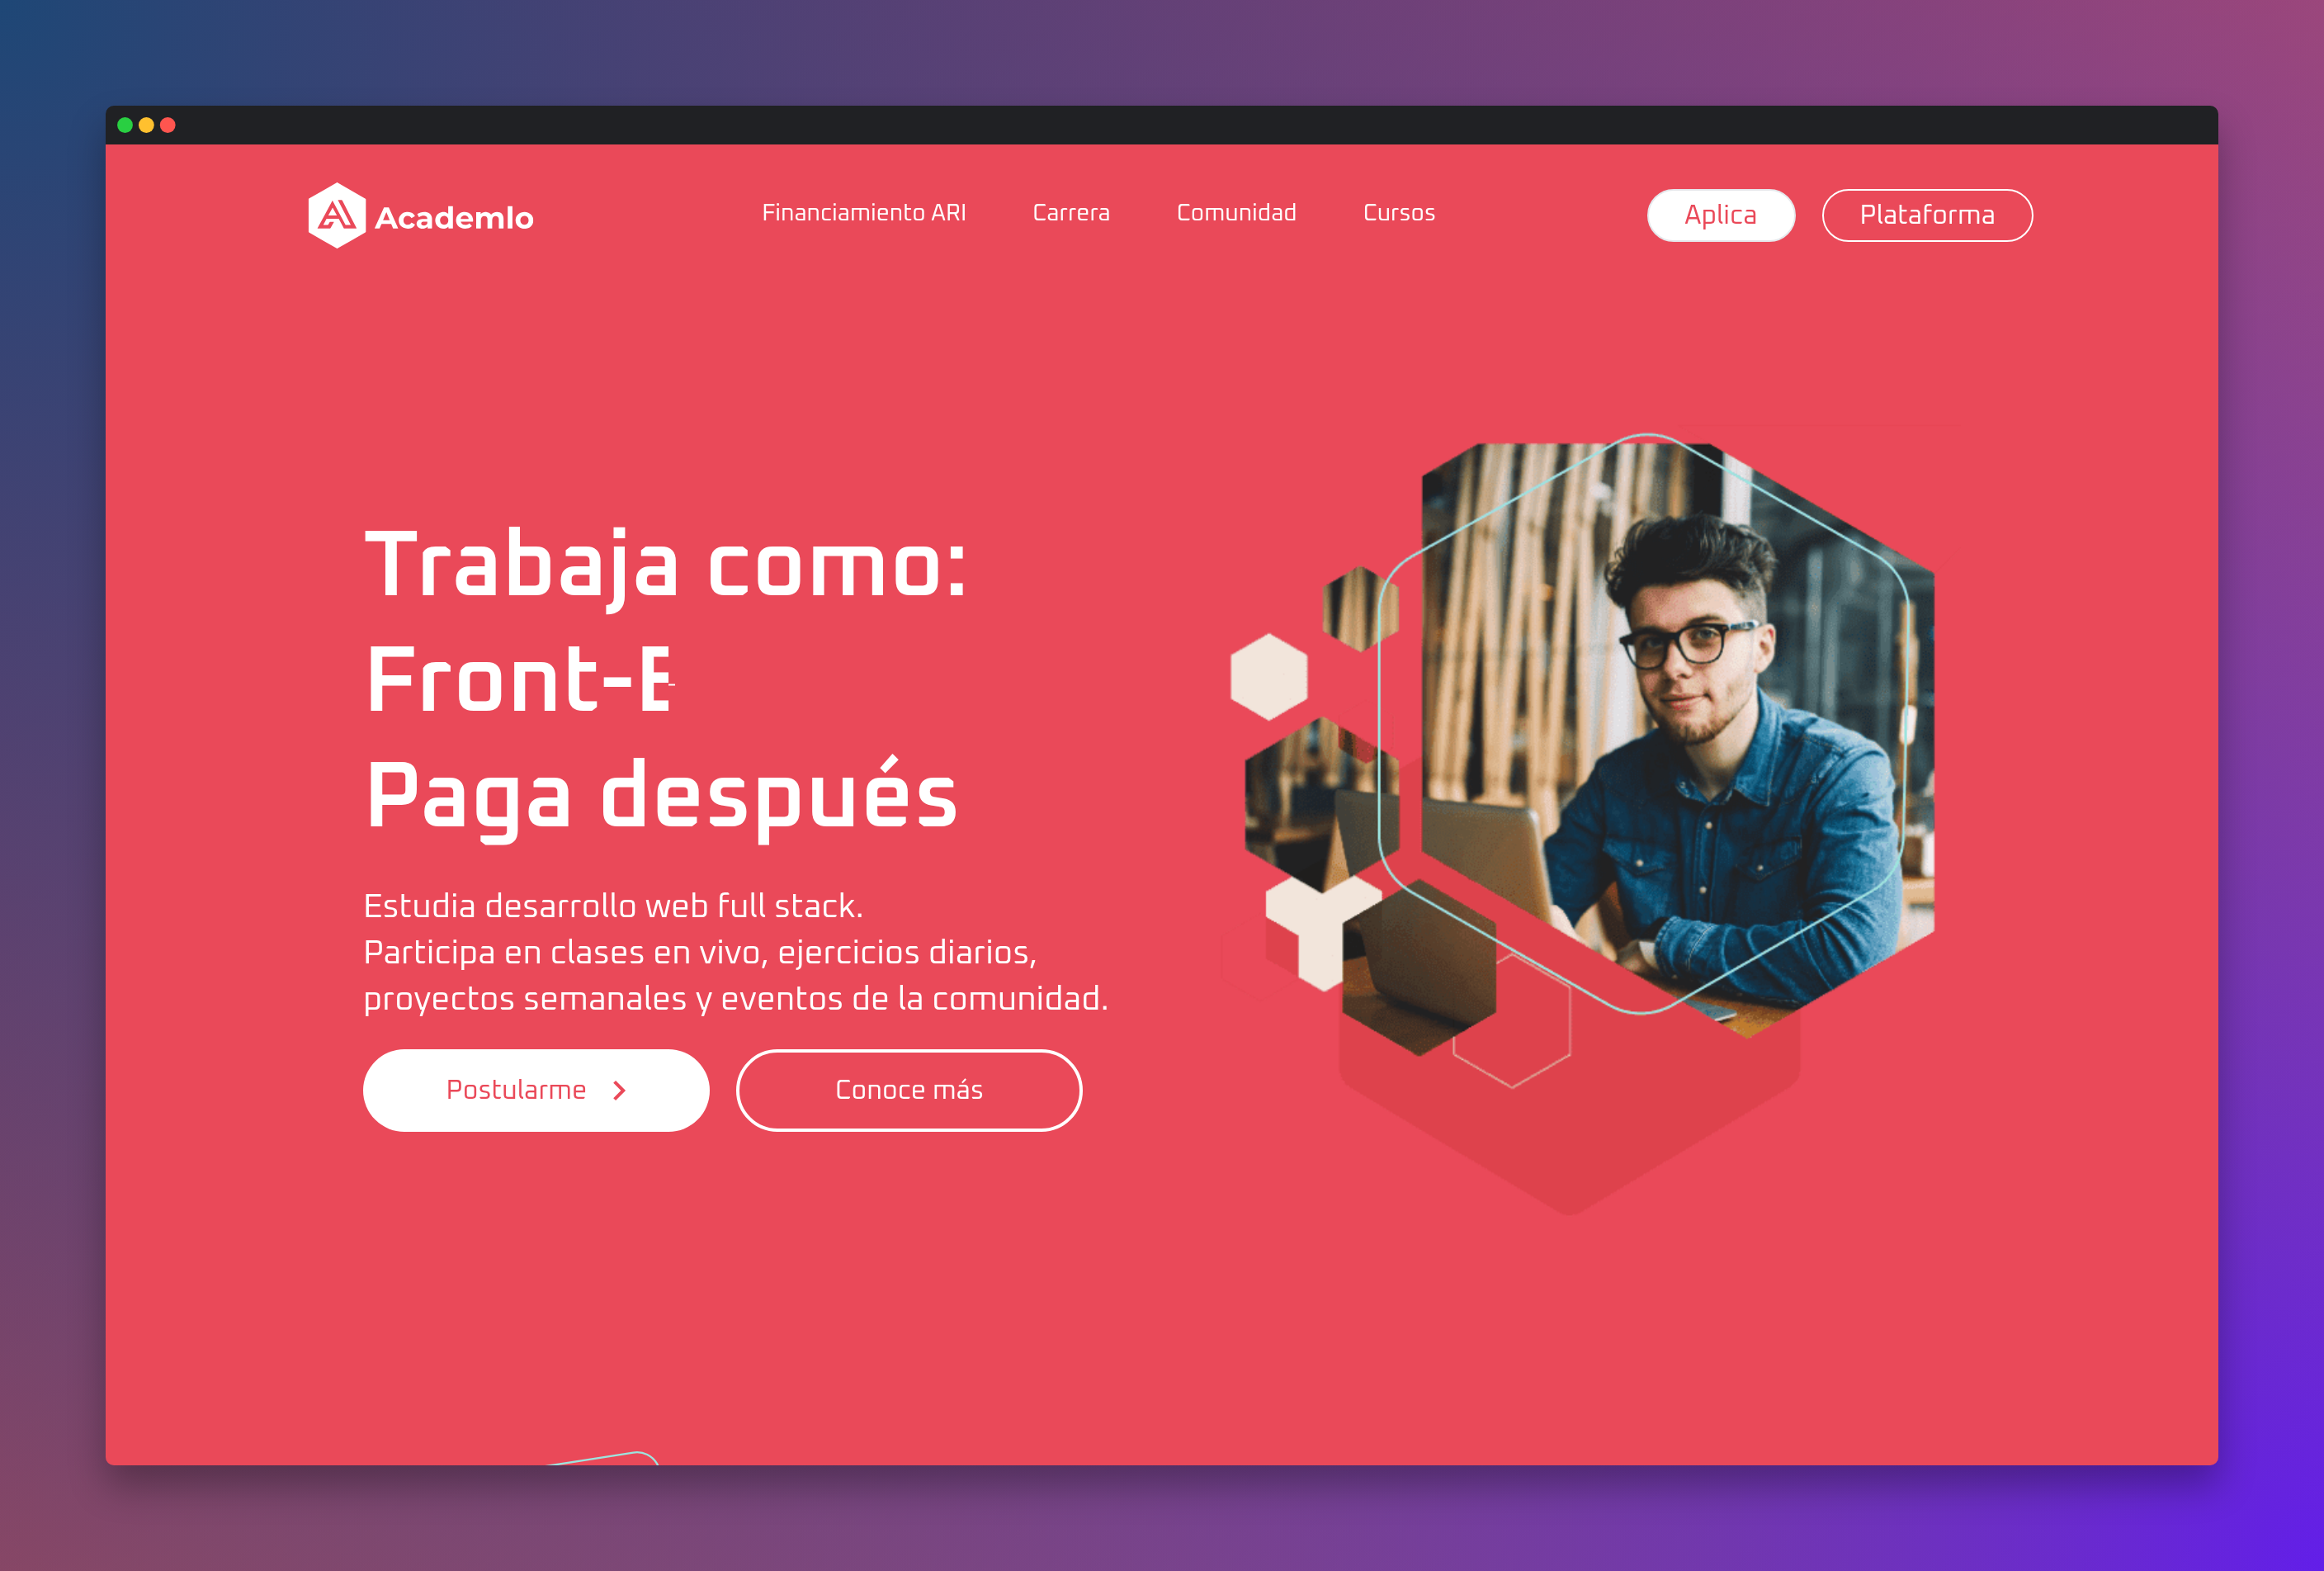 Academlo
Financiamiento ARI
Carrera
Comunidad
Cursos
Aplica
Plataforma
Trabaja como:
Front-E
Paga después
Estudia desarrollo web full stack.
Participa en clases en vivo, ejercicios diarios,
proyectos semanales y eventos de la comunidad.
Postularme
Conoce más